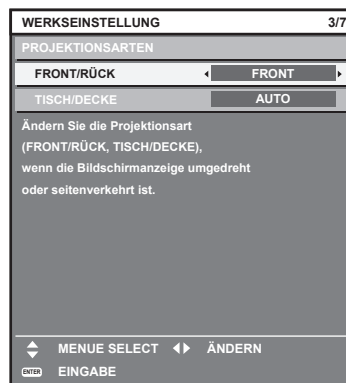 WERKSEINSTELLUNG 3/7
PROJEKTIONSARTEN
FRONT/RÜCK FRONT
TISCH/DECKE AUTO
Ändern Sie die Projektionsart
(FRONT/RÜCK, TISCH/DECKE),
wenn die Bildschirmanzeige umgedreht
oder seitenverkehrt ist.
MENUE SELECT ÄNDERN
ENTER EINGABE